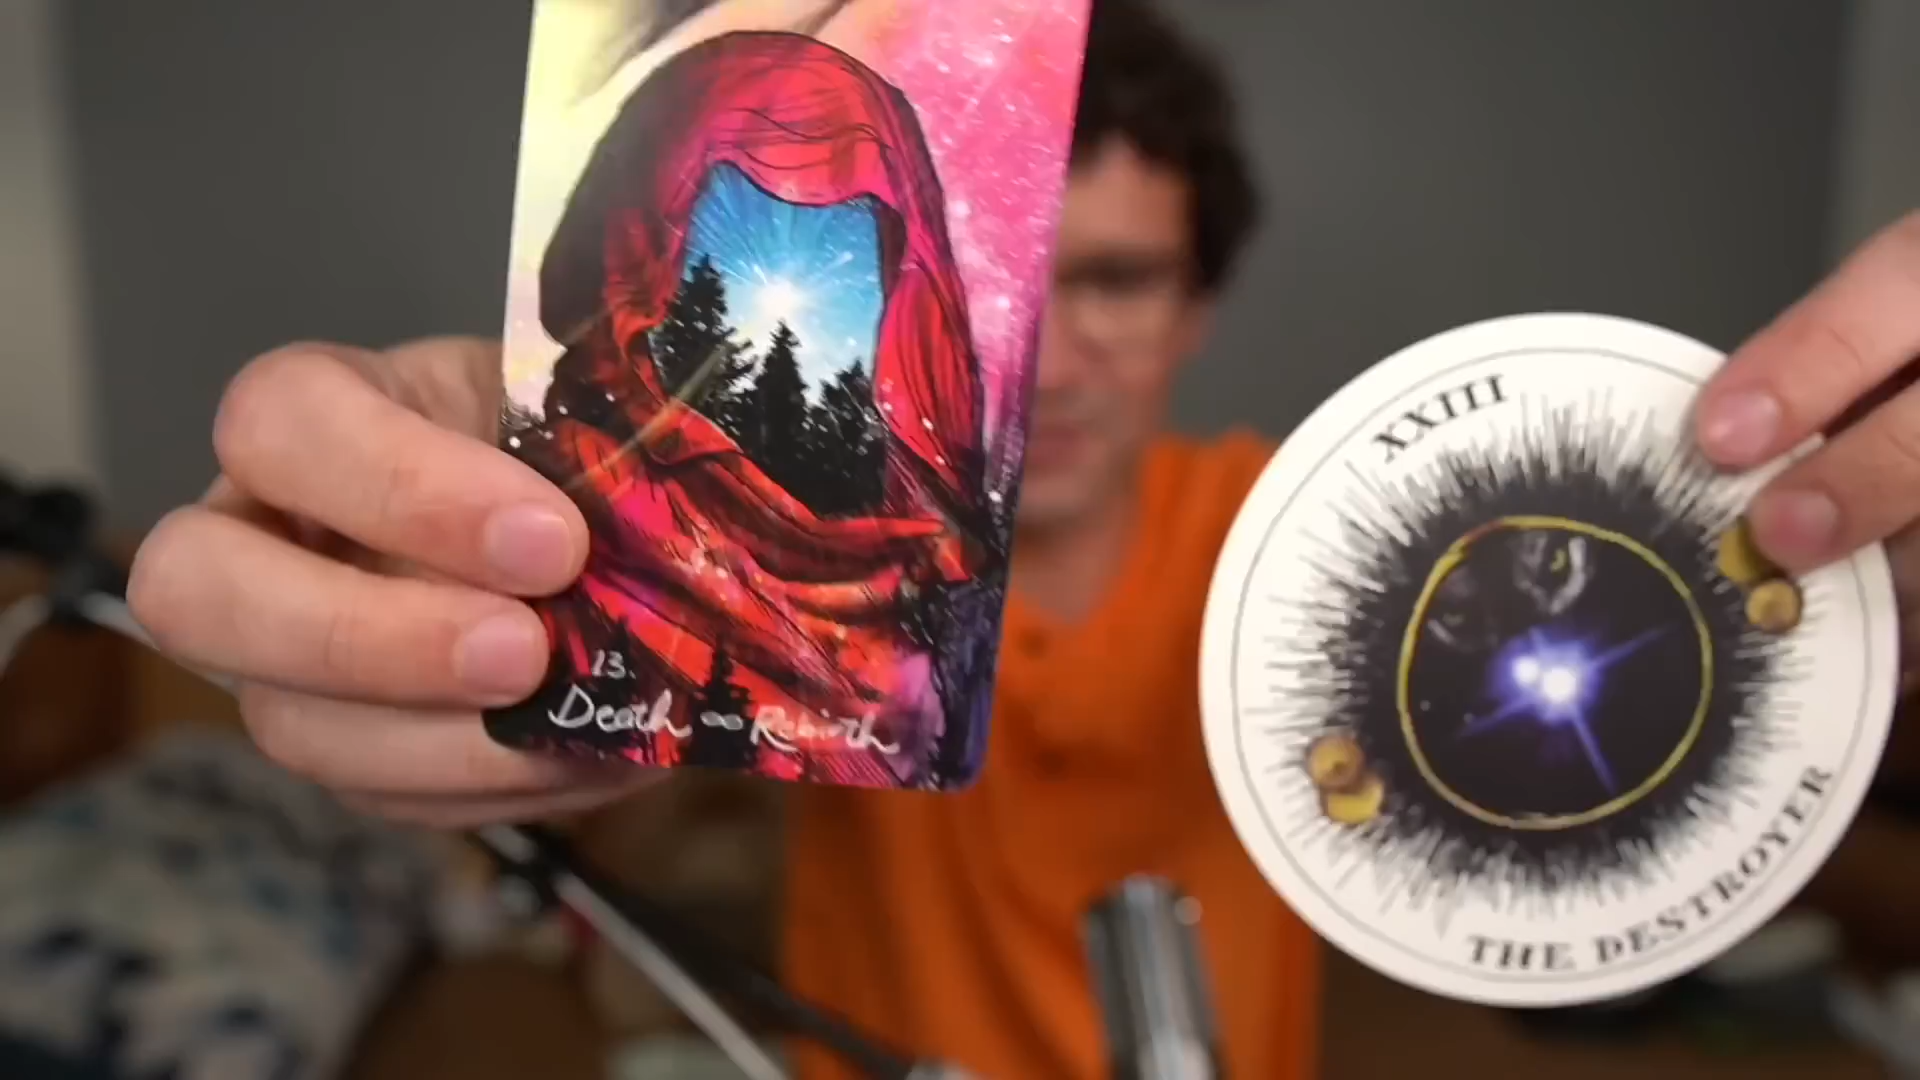 13.
Death ∞ Rebirth
XXIII
THE DESTROYER